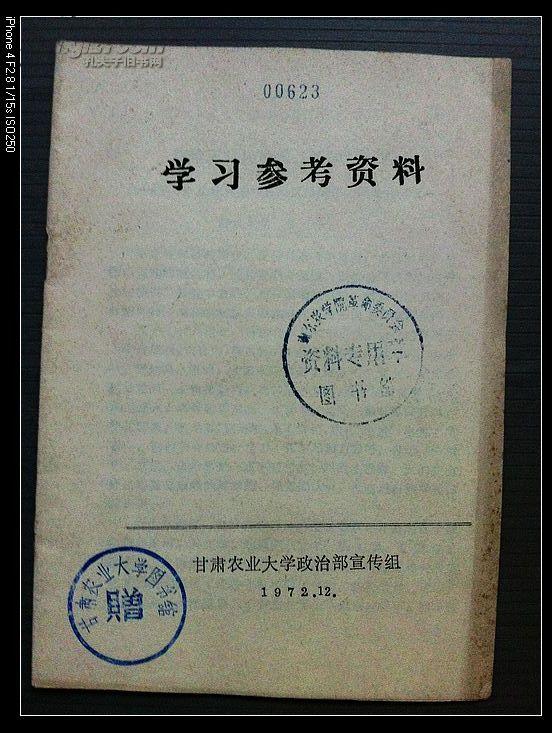 iPhone 4 F2.8 1/15s ISO250
孔夫子旧书网
00623
学习参考资料
资料专用章
图书馆
甘肃农业大学政治部宣传组
1972.12.
甘肃农业大学图书馆
贈